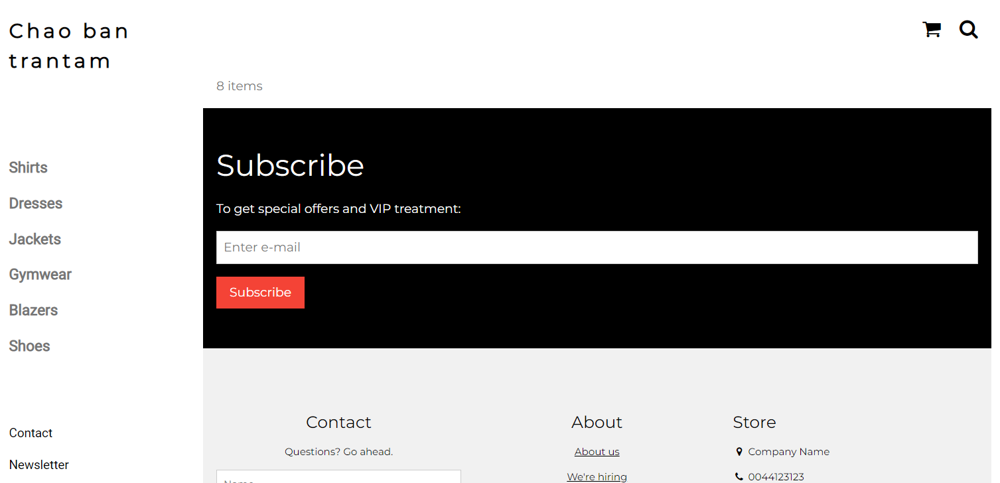 Chao ban
trantam
8 items
Shirts
Dresses
Jackets
Gymwear
Blazers
Shoes
Contact
Newsletter
Subscribe
To get special offers and VIP treatment:
Enter e-mail
Subscribe
Contact
Questions? Go ahead.
Name
About
About us
We're hiring
Store
Company Name
0044123123